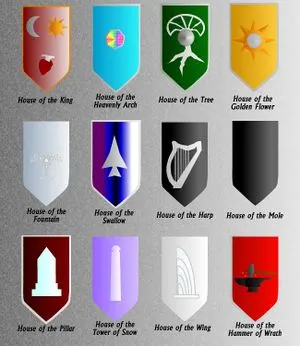 House of the King
House of the
Heavenly Arch
House of the Tree
House of the
Golden Flower
House of the
Fountain
House of the
Swallow
House of the Harp
House of the Mole
House of the Pillar
House of the
Tower of Snow
House of the Wing
House of the
Hammer of Wrath